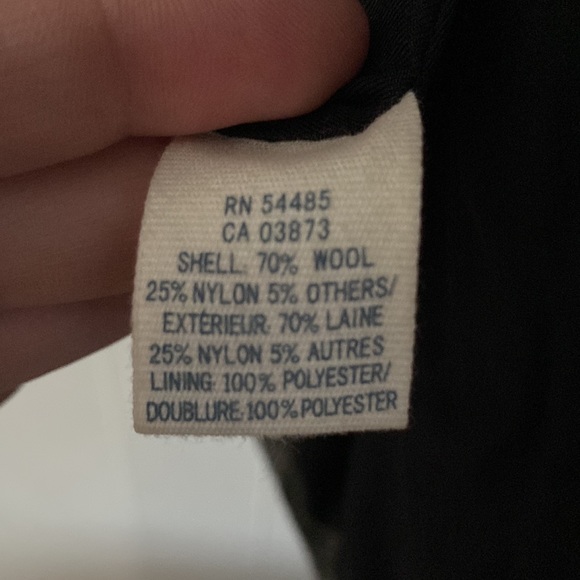 RN 54485
CA 03873
SHELL: 70% WOOL
25% NYLON 5% OTHERS/
EXTÉRIEUR: 70% LAINE
25% NYLON 5% AUTRES
LINING: 100% POLYESTER/
DOUBLURE: 100% POLYESTER